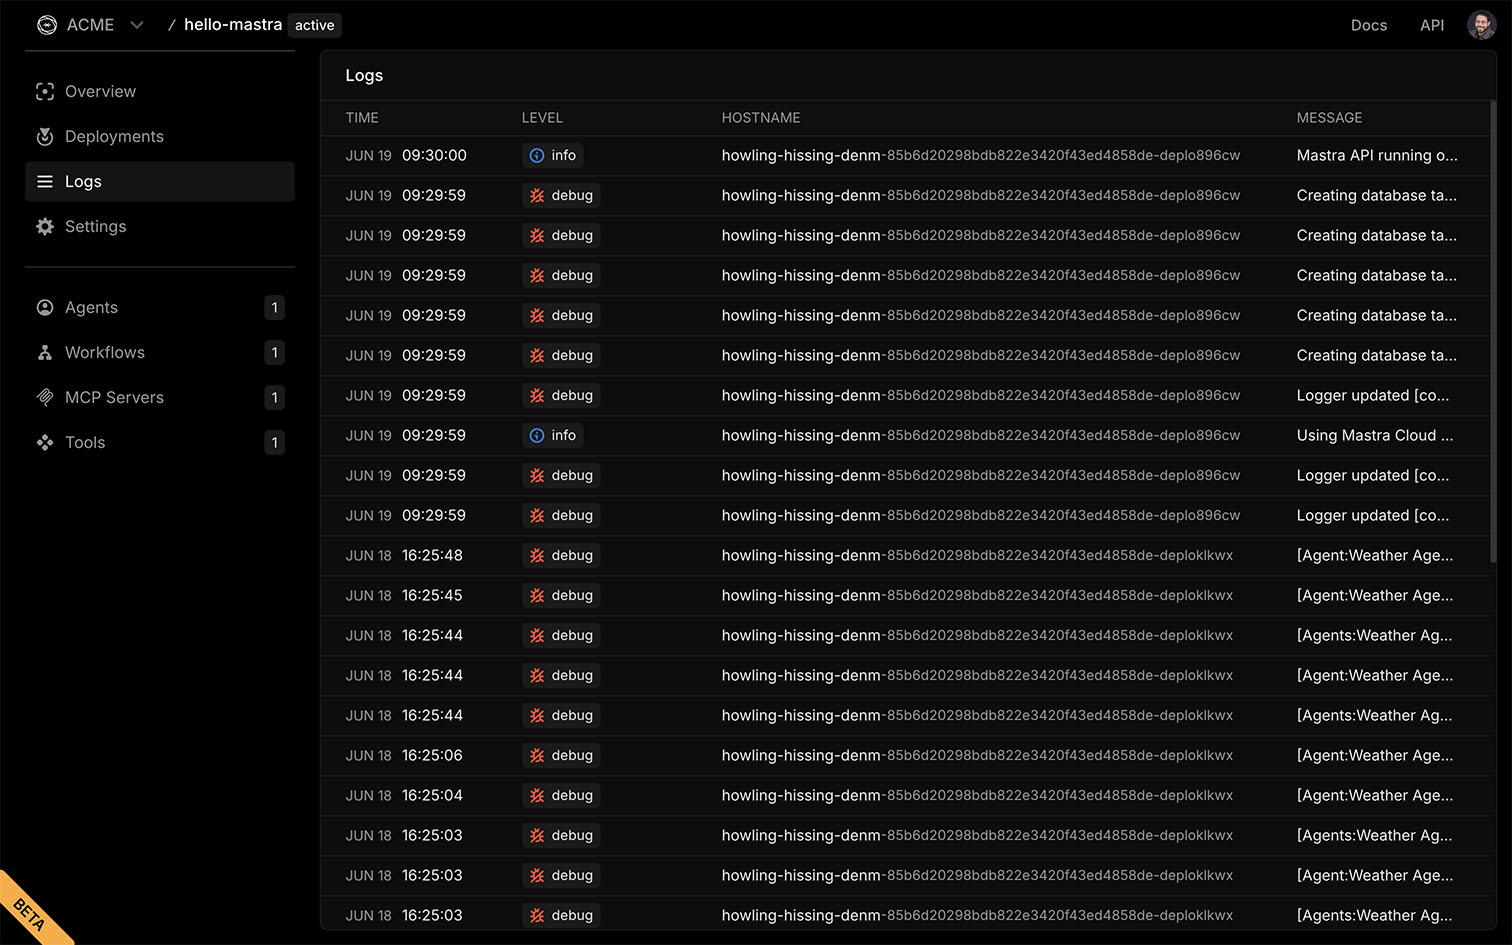 ACME / hello-mastra active Docs API
Overview
Deployments
Logs
Settings
Agents 1
Workflows 1
MCP Servers 1
Tools 1
BETA
Logs
TIME LEVEL HOSTNAME MESSAGE
JUN 19 09:30:00 info howling-hissing-denm-85b6d20298bdb822e3420f43ed4858de-deplo896cw Mastra API running o...
JUN 19 09:29:59 debug howling-hissing-denm-85b6d20298bdb822e3420f43ed4858de-deplo896cw Creating database ta...
JUN 19 09:29:59 debug howling-hissing-denm-85b6d20298bdb822e3420f43ed4858de-deplo896cw Creating database ta...
JUN 19 09:29:59 debug howling-hissing-denm-85b6d20298bdb822e3420f43ed4858de-deplo896cw Creating database ta...
JUN 19 09:29:59 debug howling-hissing-denm-85b6d20298bdb822e3420f43ed4858de-deplo896cw Creating database ta...
JUN 19 09:29:59 debug howling-hissing-denm-85b6d20298bdb822e3420f43ed4858de-deplo896cw Creating database ta...
JUN 19 09:29:59 debug howling-hissing-denm-85b6d20298bdb822e3420f43ed4858de-deplo896cw Logger updated [co...
JUN 19 09:29:59 info howling-hissing-denm-85b6d20298bdb822e3420f43ed4858de-deplo896cw Using Mastra Cloud ...
JUN 19 09:29:59 debug howling-hissing-denm-85b6d20298bdb822e3420f43ed4858de-deplo896cw Logger updated [co...
JUN 19 09:29:59 debug howling-hissing-denm-85b6d20298bdb822e3420f43ed4858de-deplo896cw Logger updated [co...
JUN 18 16:25:48 debug howling-hissing-denm-85b6d20298bdb822e3420f43ed4858de-deploklkwx [Agent:Weather Age...
JUN 18 16:25:45 debug howling-hissing-denm-85b6d20298bdb822e3420f43ed4858de-deploklkwx [Agent:Weather Age...
JUN 18 16:25:44 debug howling-hissing-denm-85b6d20298bdb822e3420f43ed4858de-deploklkwx [Agents:Weather Ag...
JUN 18 16:25:44 debug howling-hissing-denm-85b6d20298bdb822e3420f43ed4858de-deploklkwx [Agent:Weather Age...
JUN 18 16:25:44 debug howling-hissing-denm-85b6d20298bdb822e3420f43ed4858de-deploklkwx [Agents:Weather Ag...
JUN 18 16:25:06 debug howling-hissing-denm-85b6d20298bdb822e3420f43ed4858de-deploklkwx [Agent:Weather Age...
JUN 18 16:25:04 debug howling-hissing-denm-85b6d20298bdb822e3420f43ed4858de-deploklkwx [Agent:Weather Age...
JUN 18 16:25:03 debug howling-hissing-denm-85b6d20298bdb822e3420f43ed4858de-deploklkwx [Agents:Weather Ag...
JUN 18 16:25:03 debug howling-hissing-denm-85b6d20298bdb822e3420f43ed4858de-deploklkwx [Agent:Weather Age...
JUN 18 16:25:03 debug howling-hissing-denm-85b6d20298bdb822e3420f43ed4858de-deploklkwx [Agents:Weather Ag...